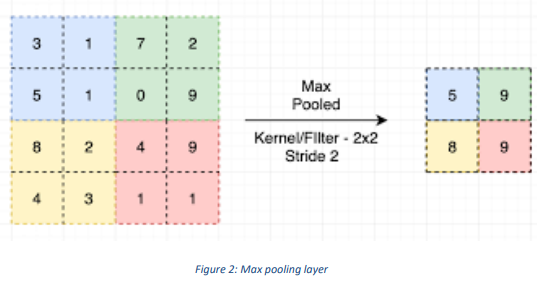 3 1 7 2
5 1 0 9
8 2 4 9
4 3 1 1
Max
Pooled
Kernel/FIlter - 2x2
Stride 2
5 9
8 9
Figure 2: Max pooling layer